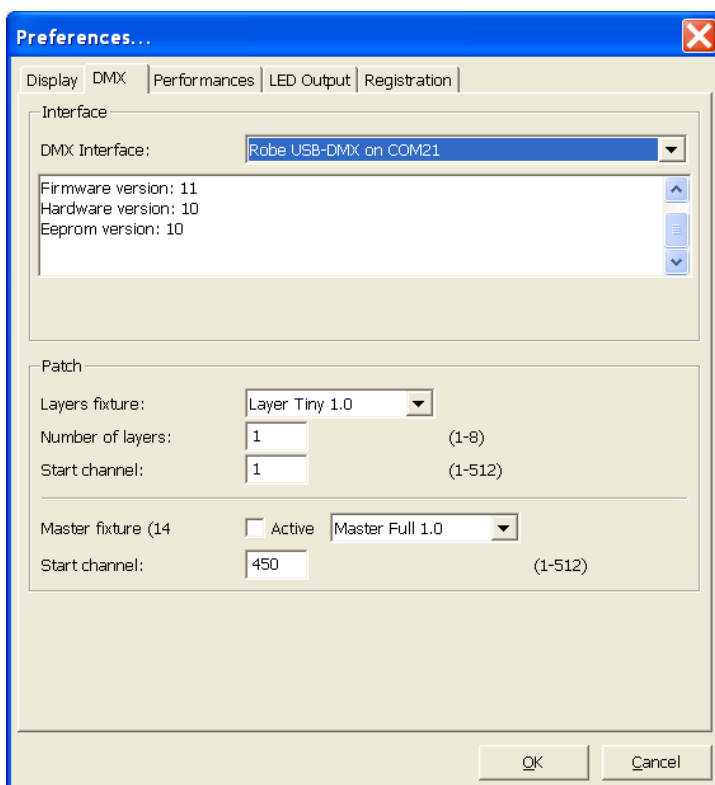 Preferences...
Display DMX Performances LED Output Registration
Interface
DMX Interface: Robe USB-DMX on COM21
Firmware version: 11
Hardware version: 10
Eeprom version: 10
Patch
Layers fixture: Layer Tiny 1.0
Number of layers: 1 (1-8)
Start channel: 1 (1-512)
Master fixture (14 Active Master Full 1.0
Start channel: 450 (1-512)
OK Cancel